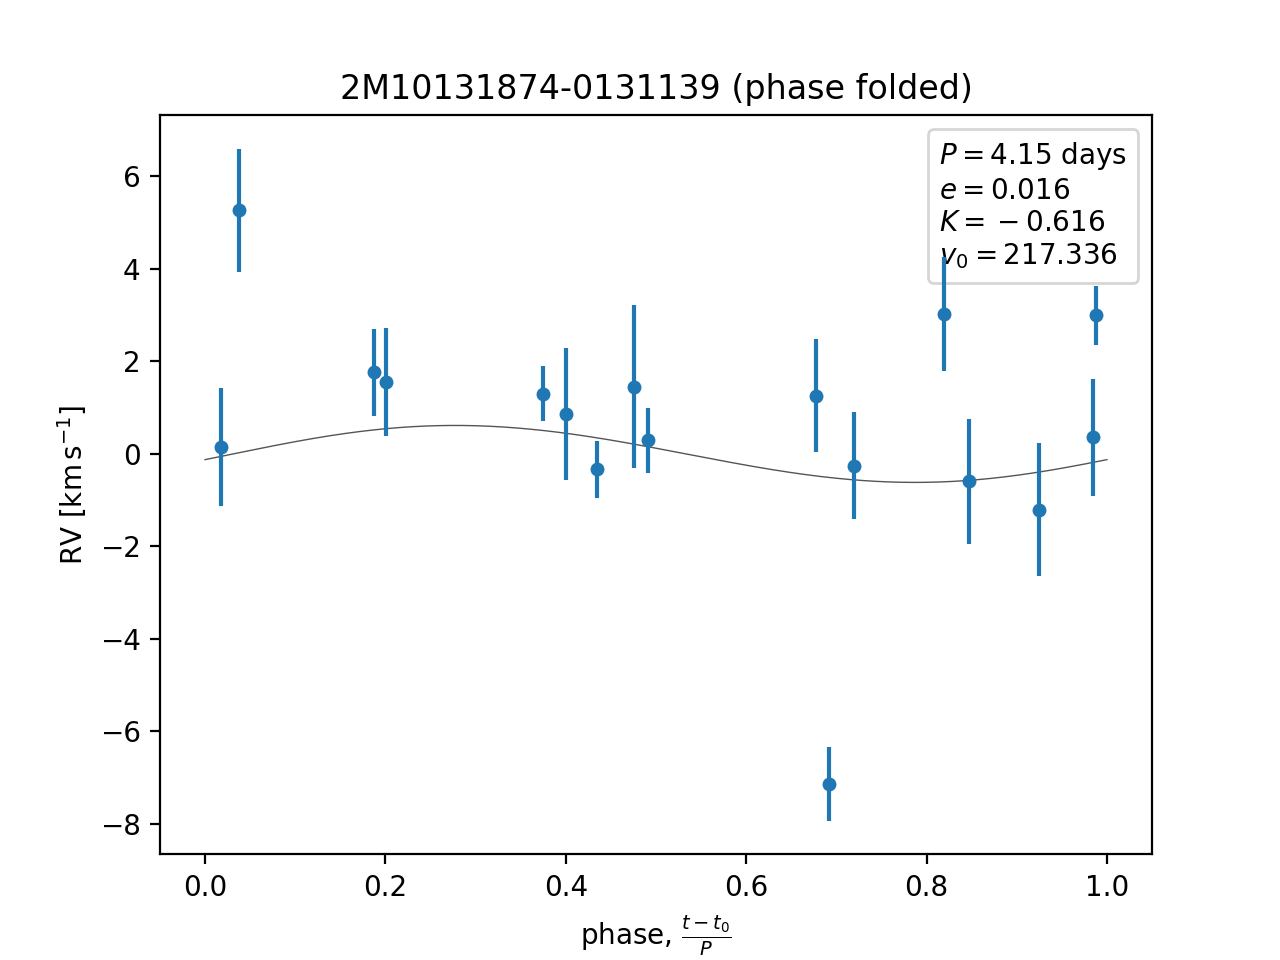 2M10131874-0131139 (phase folded)
P = 4.15 days
e = 0.016
K = −0.616
v₀ = 217.336
RV [km s⁻¹]
6
4
2
0
−2
−4
−6
−8
0.0 0.2 0.4 0.6 0.8 1.0
phase, (t − t₀)/P